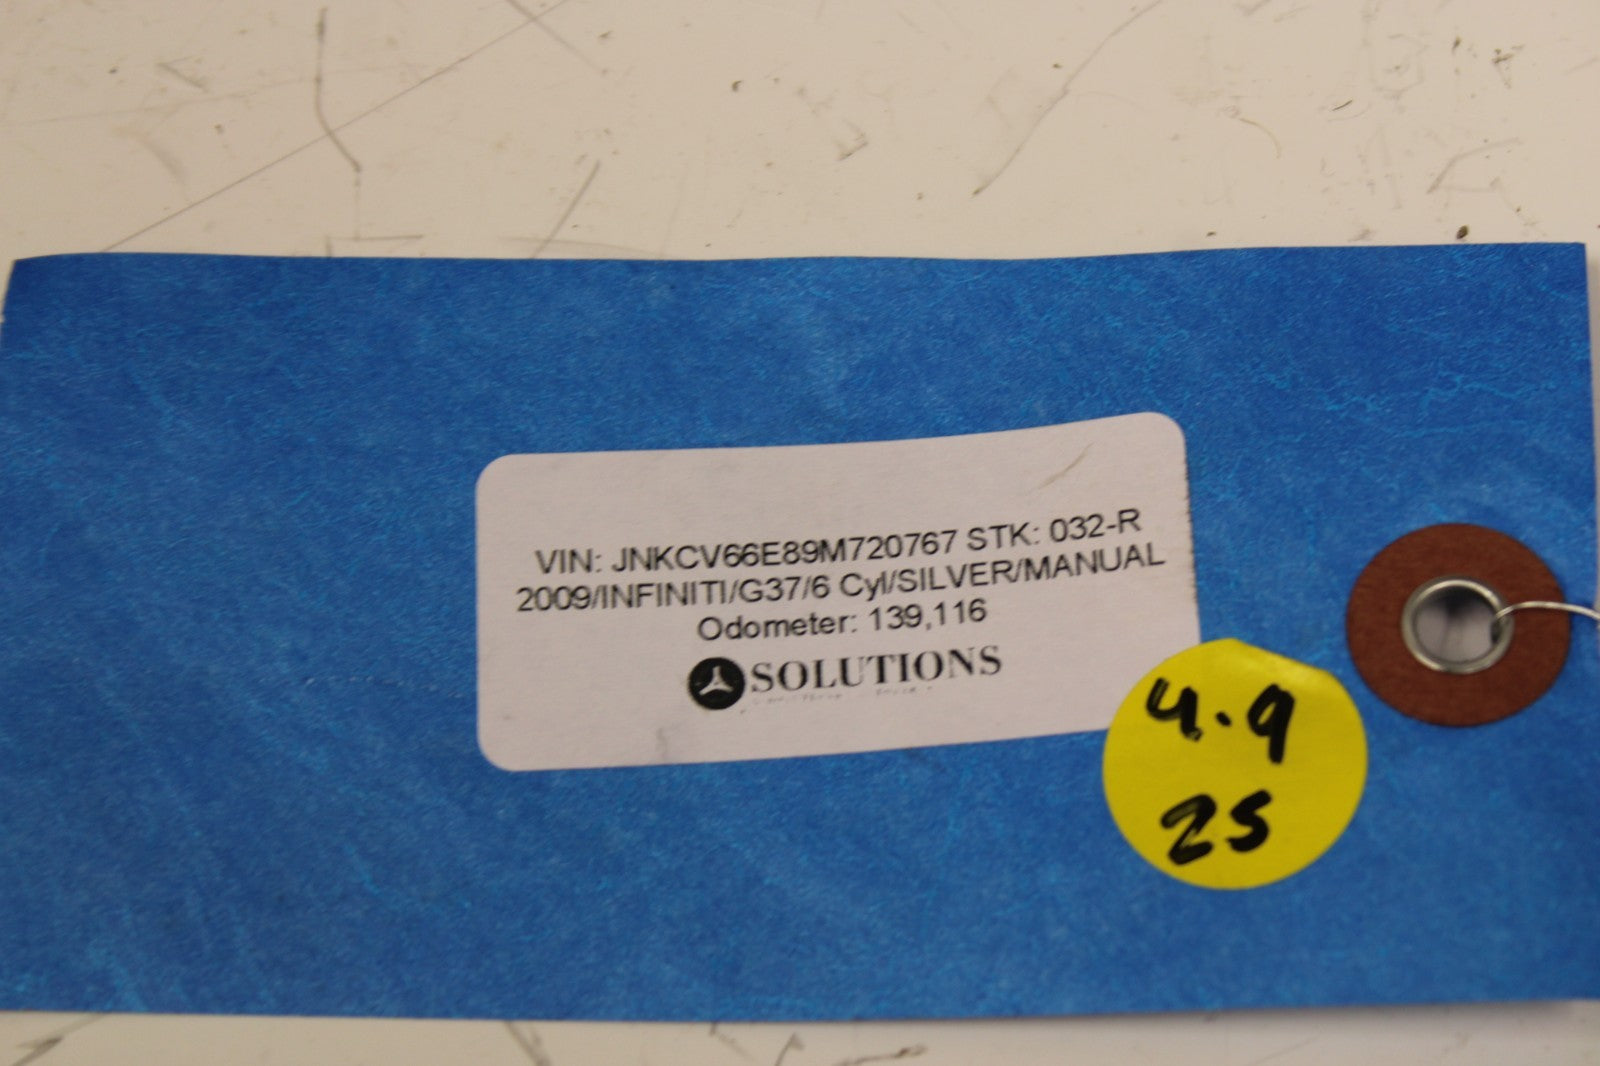 VIN: JNKCV66E89M720767 STK: 032-R
2009/INFINITI/G37/6 Cyl/SILVER/MANUAL
Odometer: 139,116
SOLUTIONS
4.9
25